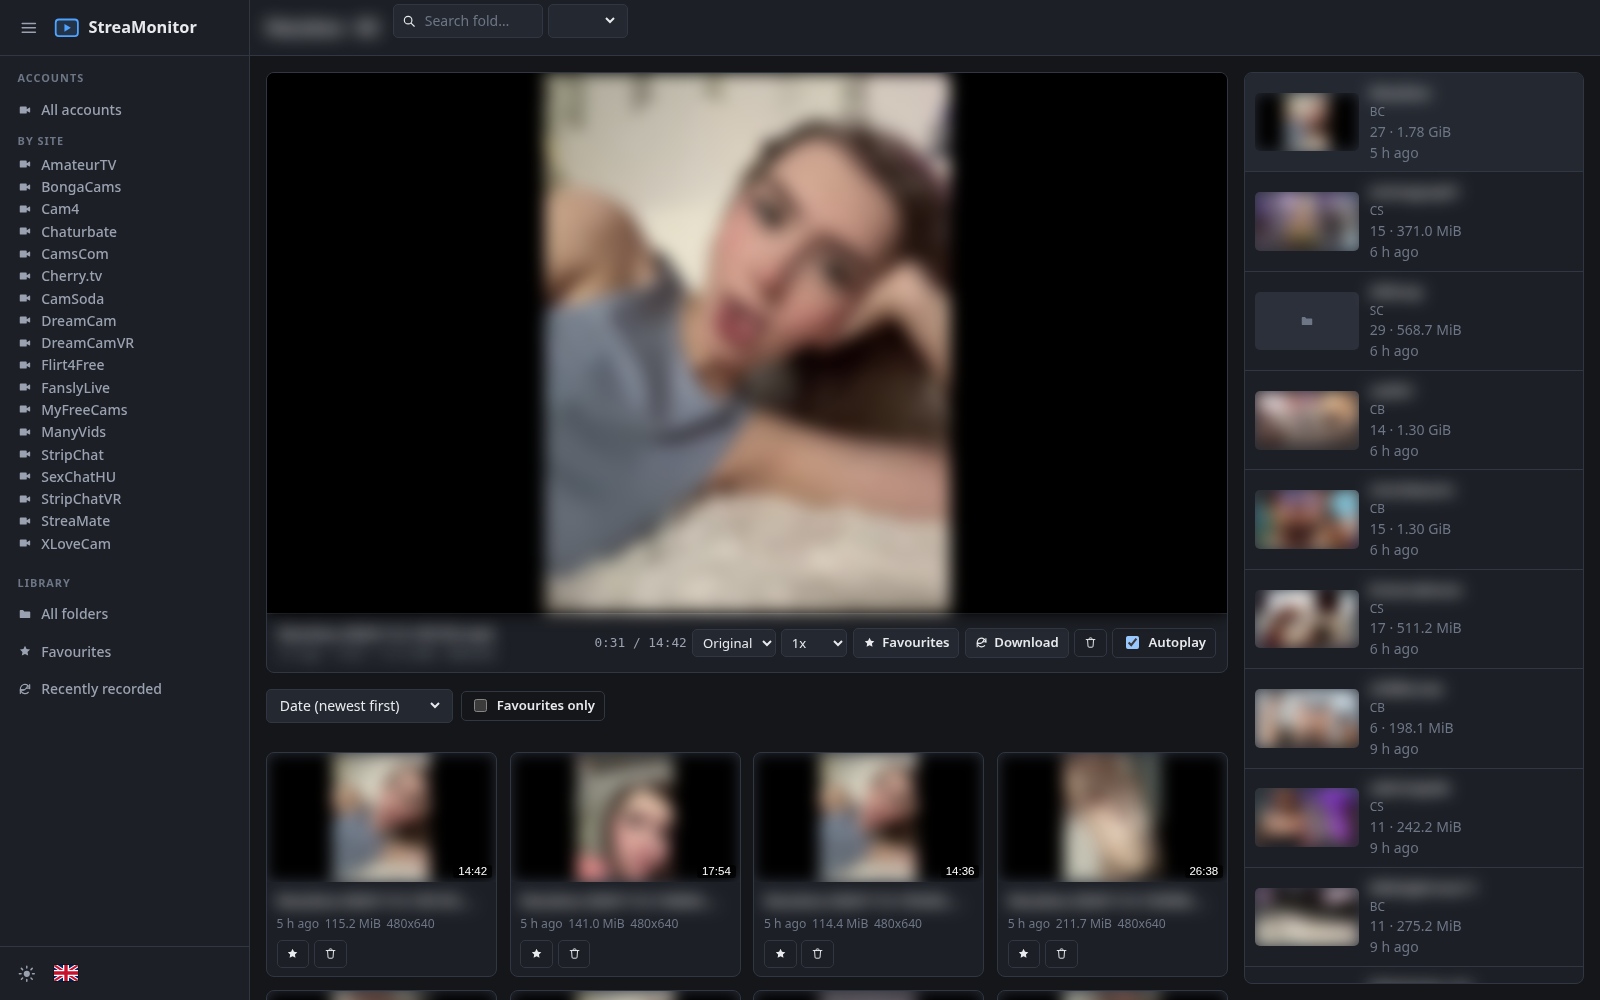 StreaMonitor
Search fold...
ACCOUNTS
All accounts
BY SITE
AmateurTV
BongaCams
Cam4
Chaturbate
CamsCom
Cherry.tv
CamSoda
DreamCam
DreamCamVR
Flirt4Free
FanslyLive
MyFreeCams
ManyVids
StripChat
SexChatHU
StripChatVR
StreaMate
XLoveCam
LIBRARY
All folders
Favourites
Recently recorded
0:31 / 14:42 Original 1x Favourites Download Autoplay
Date (newest first) Favourites only
14:42
5 h ago 115.2 MiB 480x640
17:54
5 h ago 141.0 MiB 480x640
14:36
5 h ago 114.4 MiB 480x640
26:38
5 h ago 211.7 MiB 480x640
BC
27 · 1.78 GiB
5 h ago
CS
15 · 371.0 MiB
6 h ago
SC
29 · 568.7 MiB
6 h ago
CB
14 · 1.30 GiB
6 h ago
CB
15 · 1.30 GiB
6 h ago
CS
17 · 511.2 MiB
6 h ago
CB
6 · 198.1 MiB
9 h ago
CS
11 · 242.2 MiB
9 h ago
BC
11 · 275.2 MiB
9 h ago